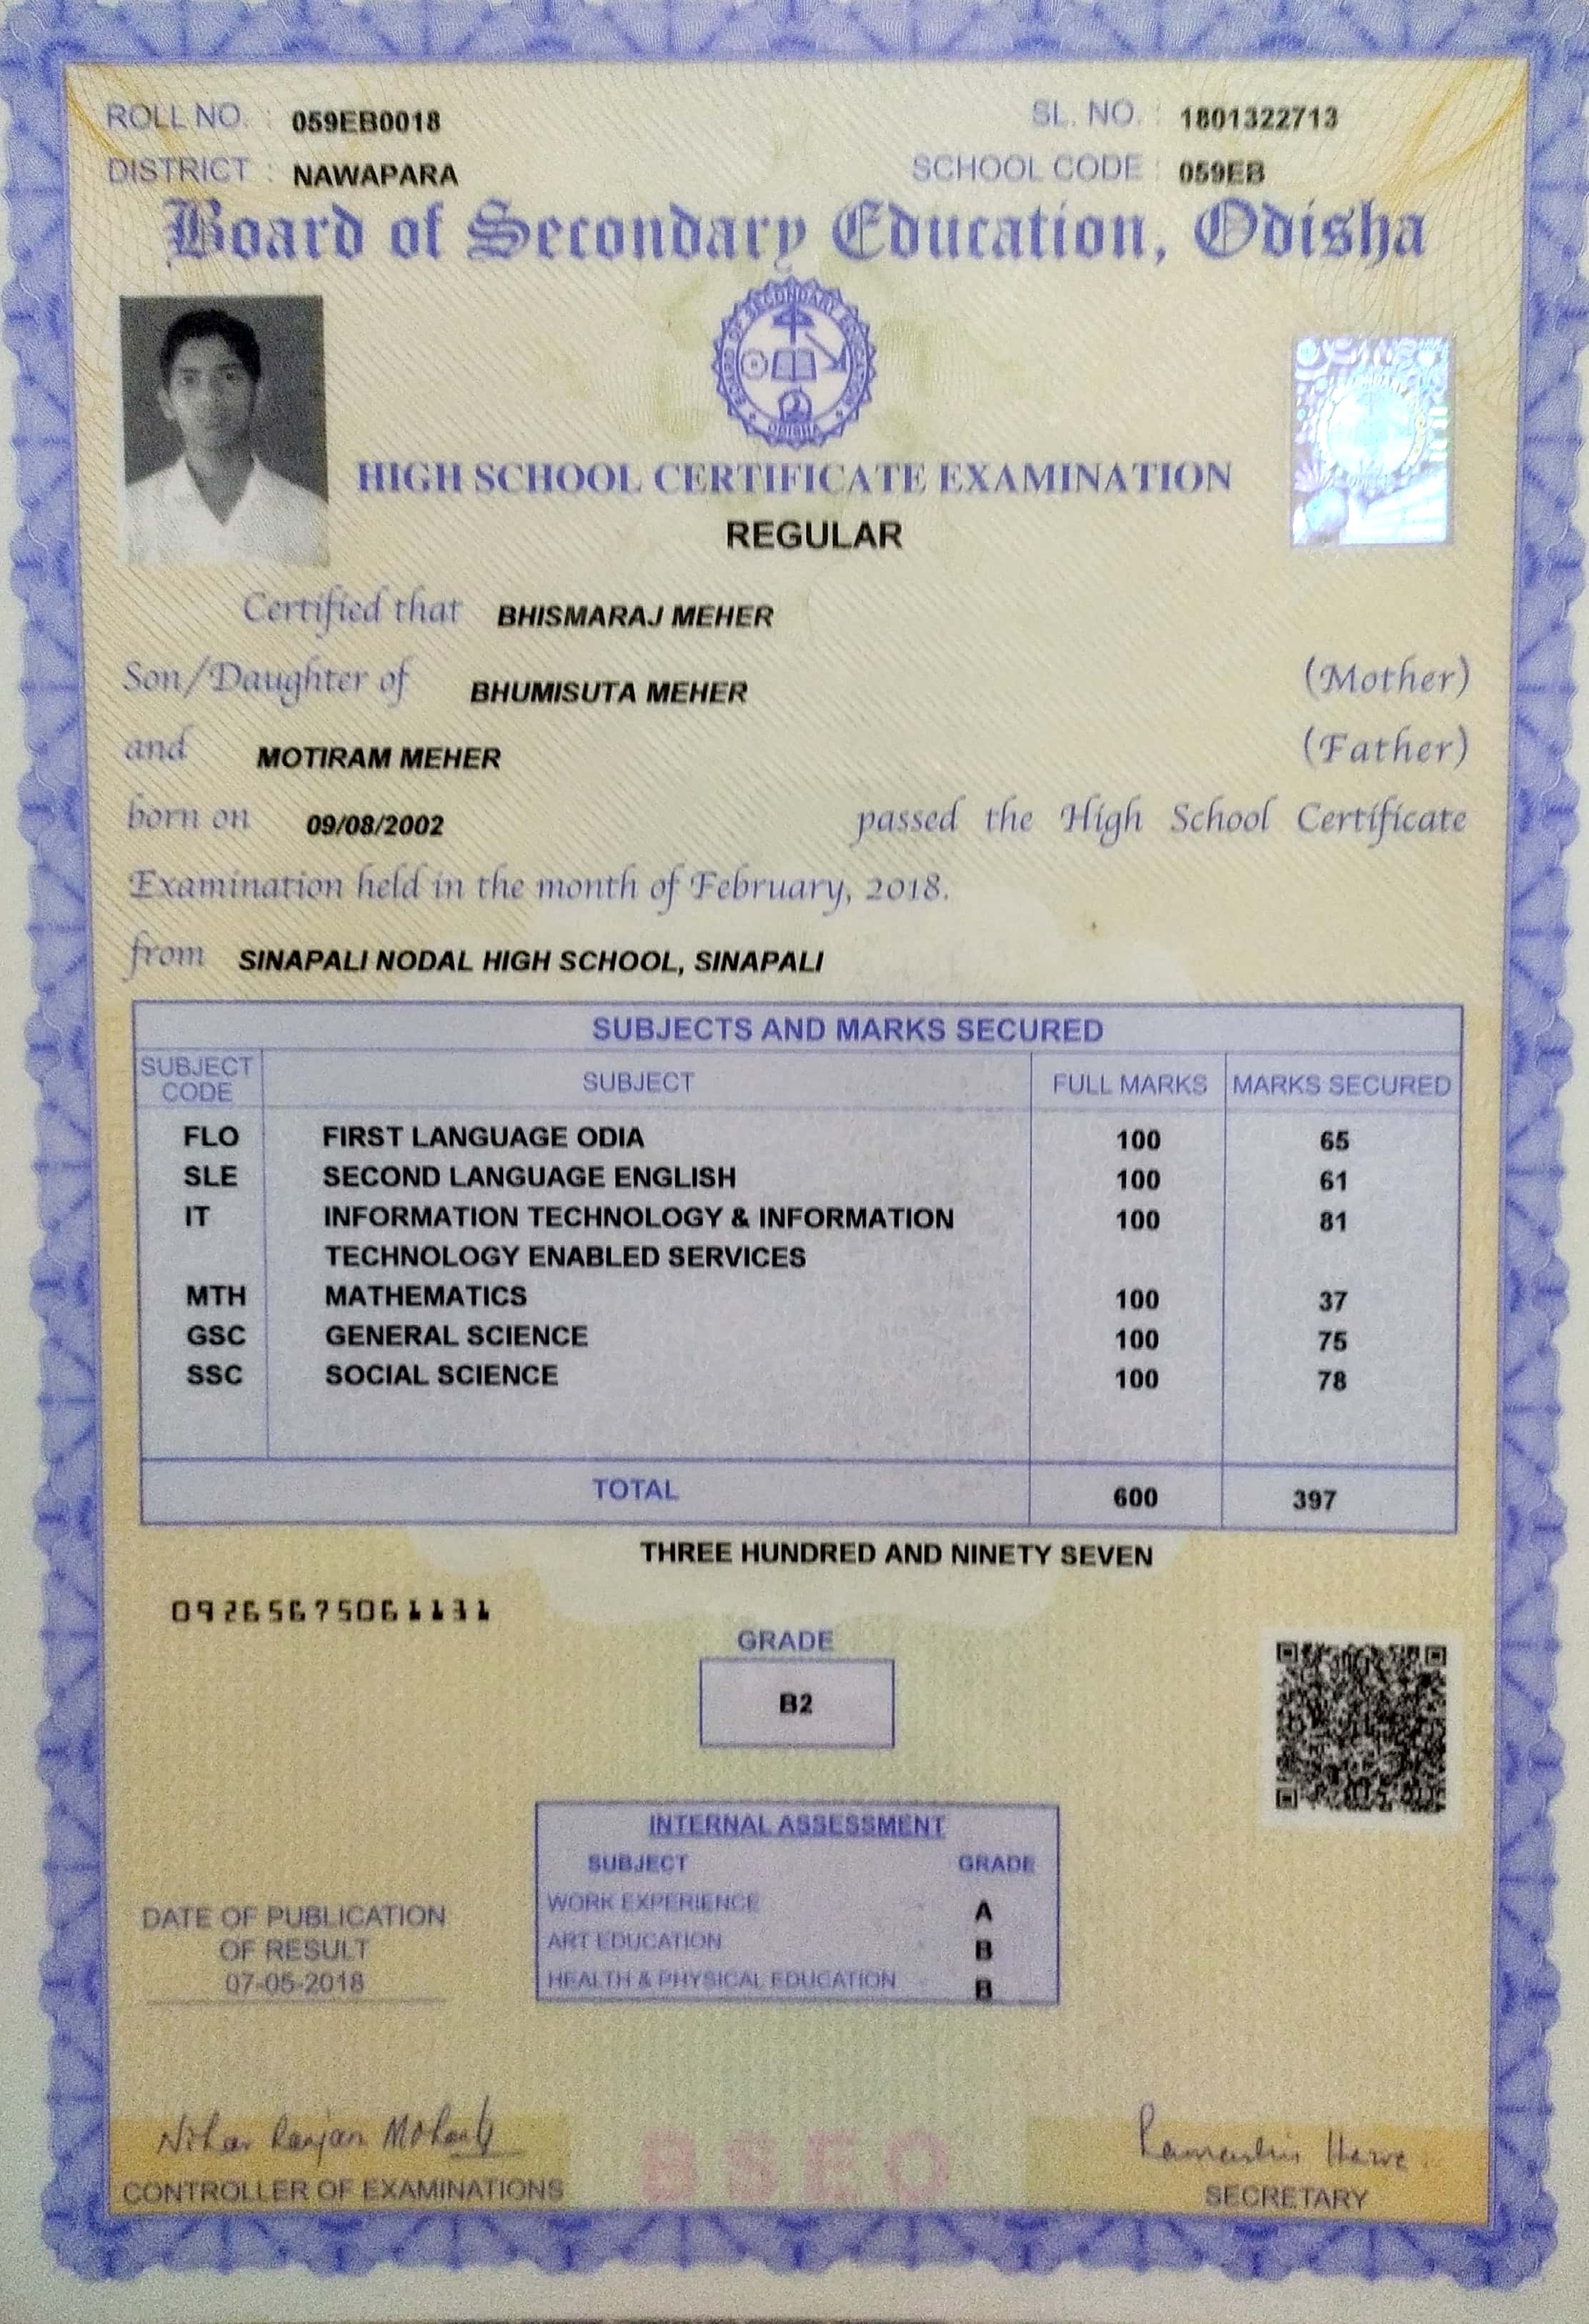 ROLL NO. : 059EB0018 SL. NO. : 1801322713
DISTRICT : NAWAPARA SCHOOL CODE : 059EB
Board of Secondary Education, Odisha
BOARD OF SECONDARY EDUCATION ODISHA
HIGH SCHOOL CERTIFICATE EXAMINATION
REGULAR
Certified that BHISMARAJ MEHER
Son/Daughter of BHUMISUTA MEHER (Mother)
and MOTIRAM MEHER (Father)
born on 09/08/2002 passed the High School Certificate
Examination held in the month of February, 2018.
from SINAPALI NODAL HIGH SCHOOL, SINAPALI
SUBJECTS AND MARKS SECURED
SUBJECT CODE SUBJECT FULL MARKS MARKS SECURED
FLO FIRST LANGUAGE ODIA 100 65
SLE SECOND LANGUAGE ENGLISH 100 61
IT INFORMATION TECHNOLOGY & INFORMATION 100 81
TECHNOLOGY ENABLED SERVICES
MTH MATHEMATICS 100 37
GSC GENERAL SCIENCE 100 75
SSC SOCIAL SCIENCE 100 78
TOTAL 600 397
THREE HUNDRED AND NINETY SEVEN
09265675061131
GRADE
B2
INTERNAL ASSESSMENT
SUBJECT GRADE
WORK EXPERIENCE A
ART EDUCATION B
HEALTH & PHYSICAL EDUCATION B
DATE OF PUBLICATION
OF RESULT
07-05-2018
Nihar Ranjan Mohanty
CONTROLLER OF EXAMINATIONS
BSEO
SECRETARY